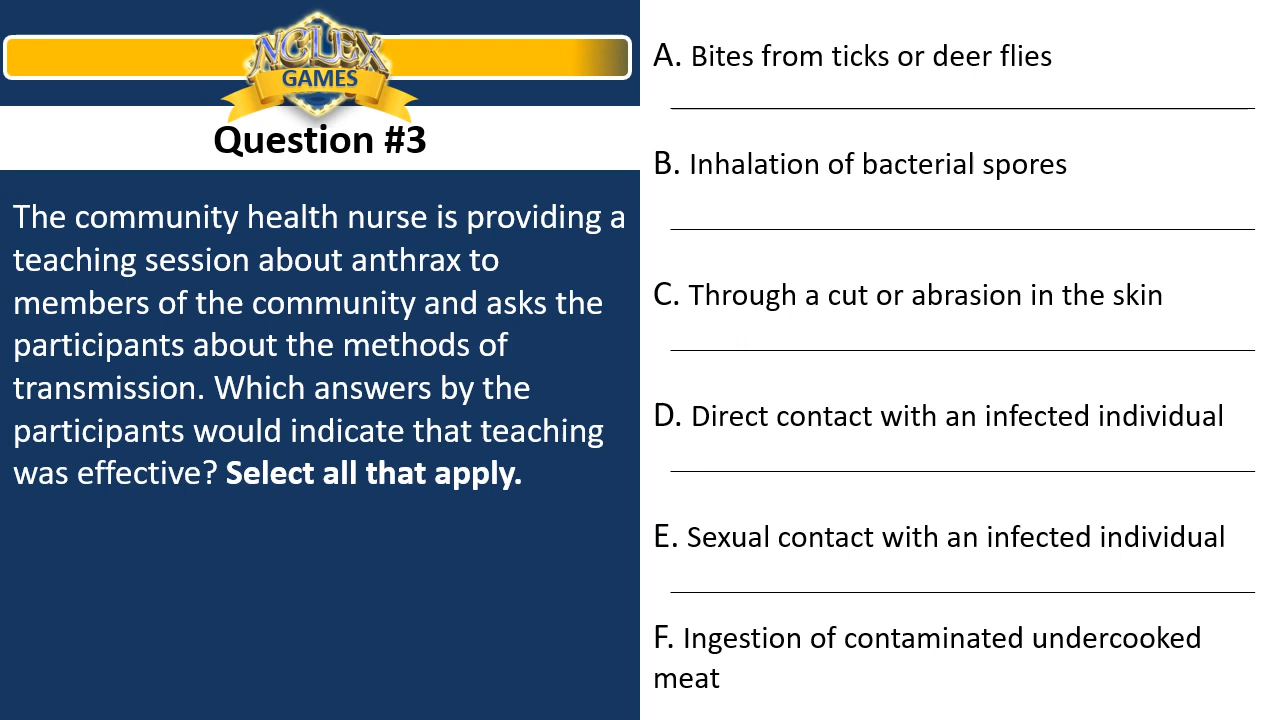 NCLEX
GAMES
Question #3
The community health nurse is providing a
teaching session about anthrax to
members of the community and asks the
participants about the methods of
transmission. Which answers by the
participants would indicate that teaching
was effective? Select all that apply.
A. Bites from ticks or deer flies
B. Inhalation of bacterial spores
C. Through a cut or abrasion in the skin
D. Direct contact with an infected individual
E. Sexual contact with an infected individual
F. Ingestion of contaminated undercooked
meat